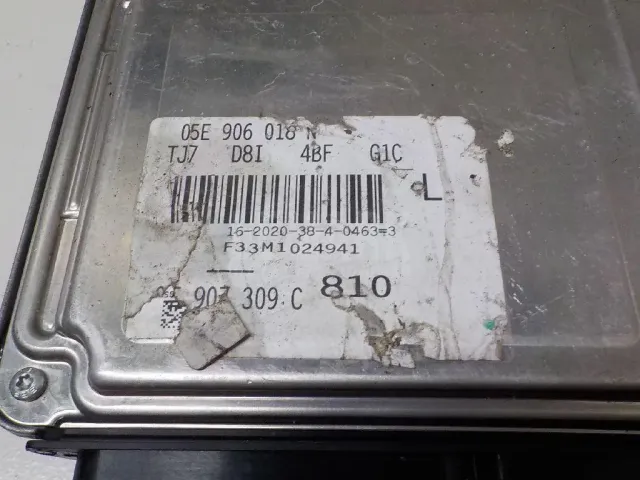 05E 906 018 N
TJ7 D8I 4BF G1C
L
16-2020-38-4-0463=3
F33M1024941
907 309 C 810